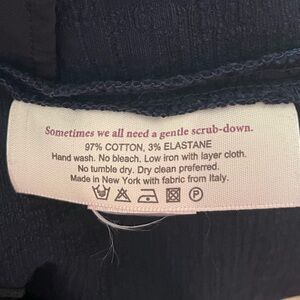 Sometimes we all need a gentle scrub-down.
97% COTTON, 3% ELASTANE
Hand wash. No bleach. Low iron with layer cloth.
No tumble dry. Dry clean preferred.
Made in New York with fabric from Italy.